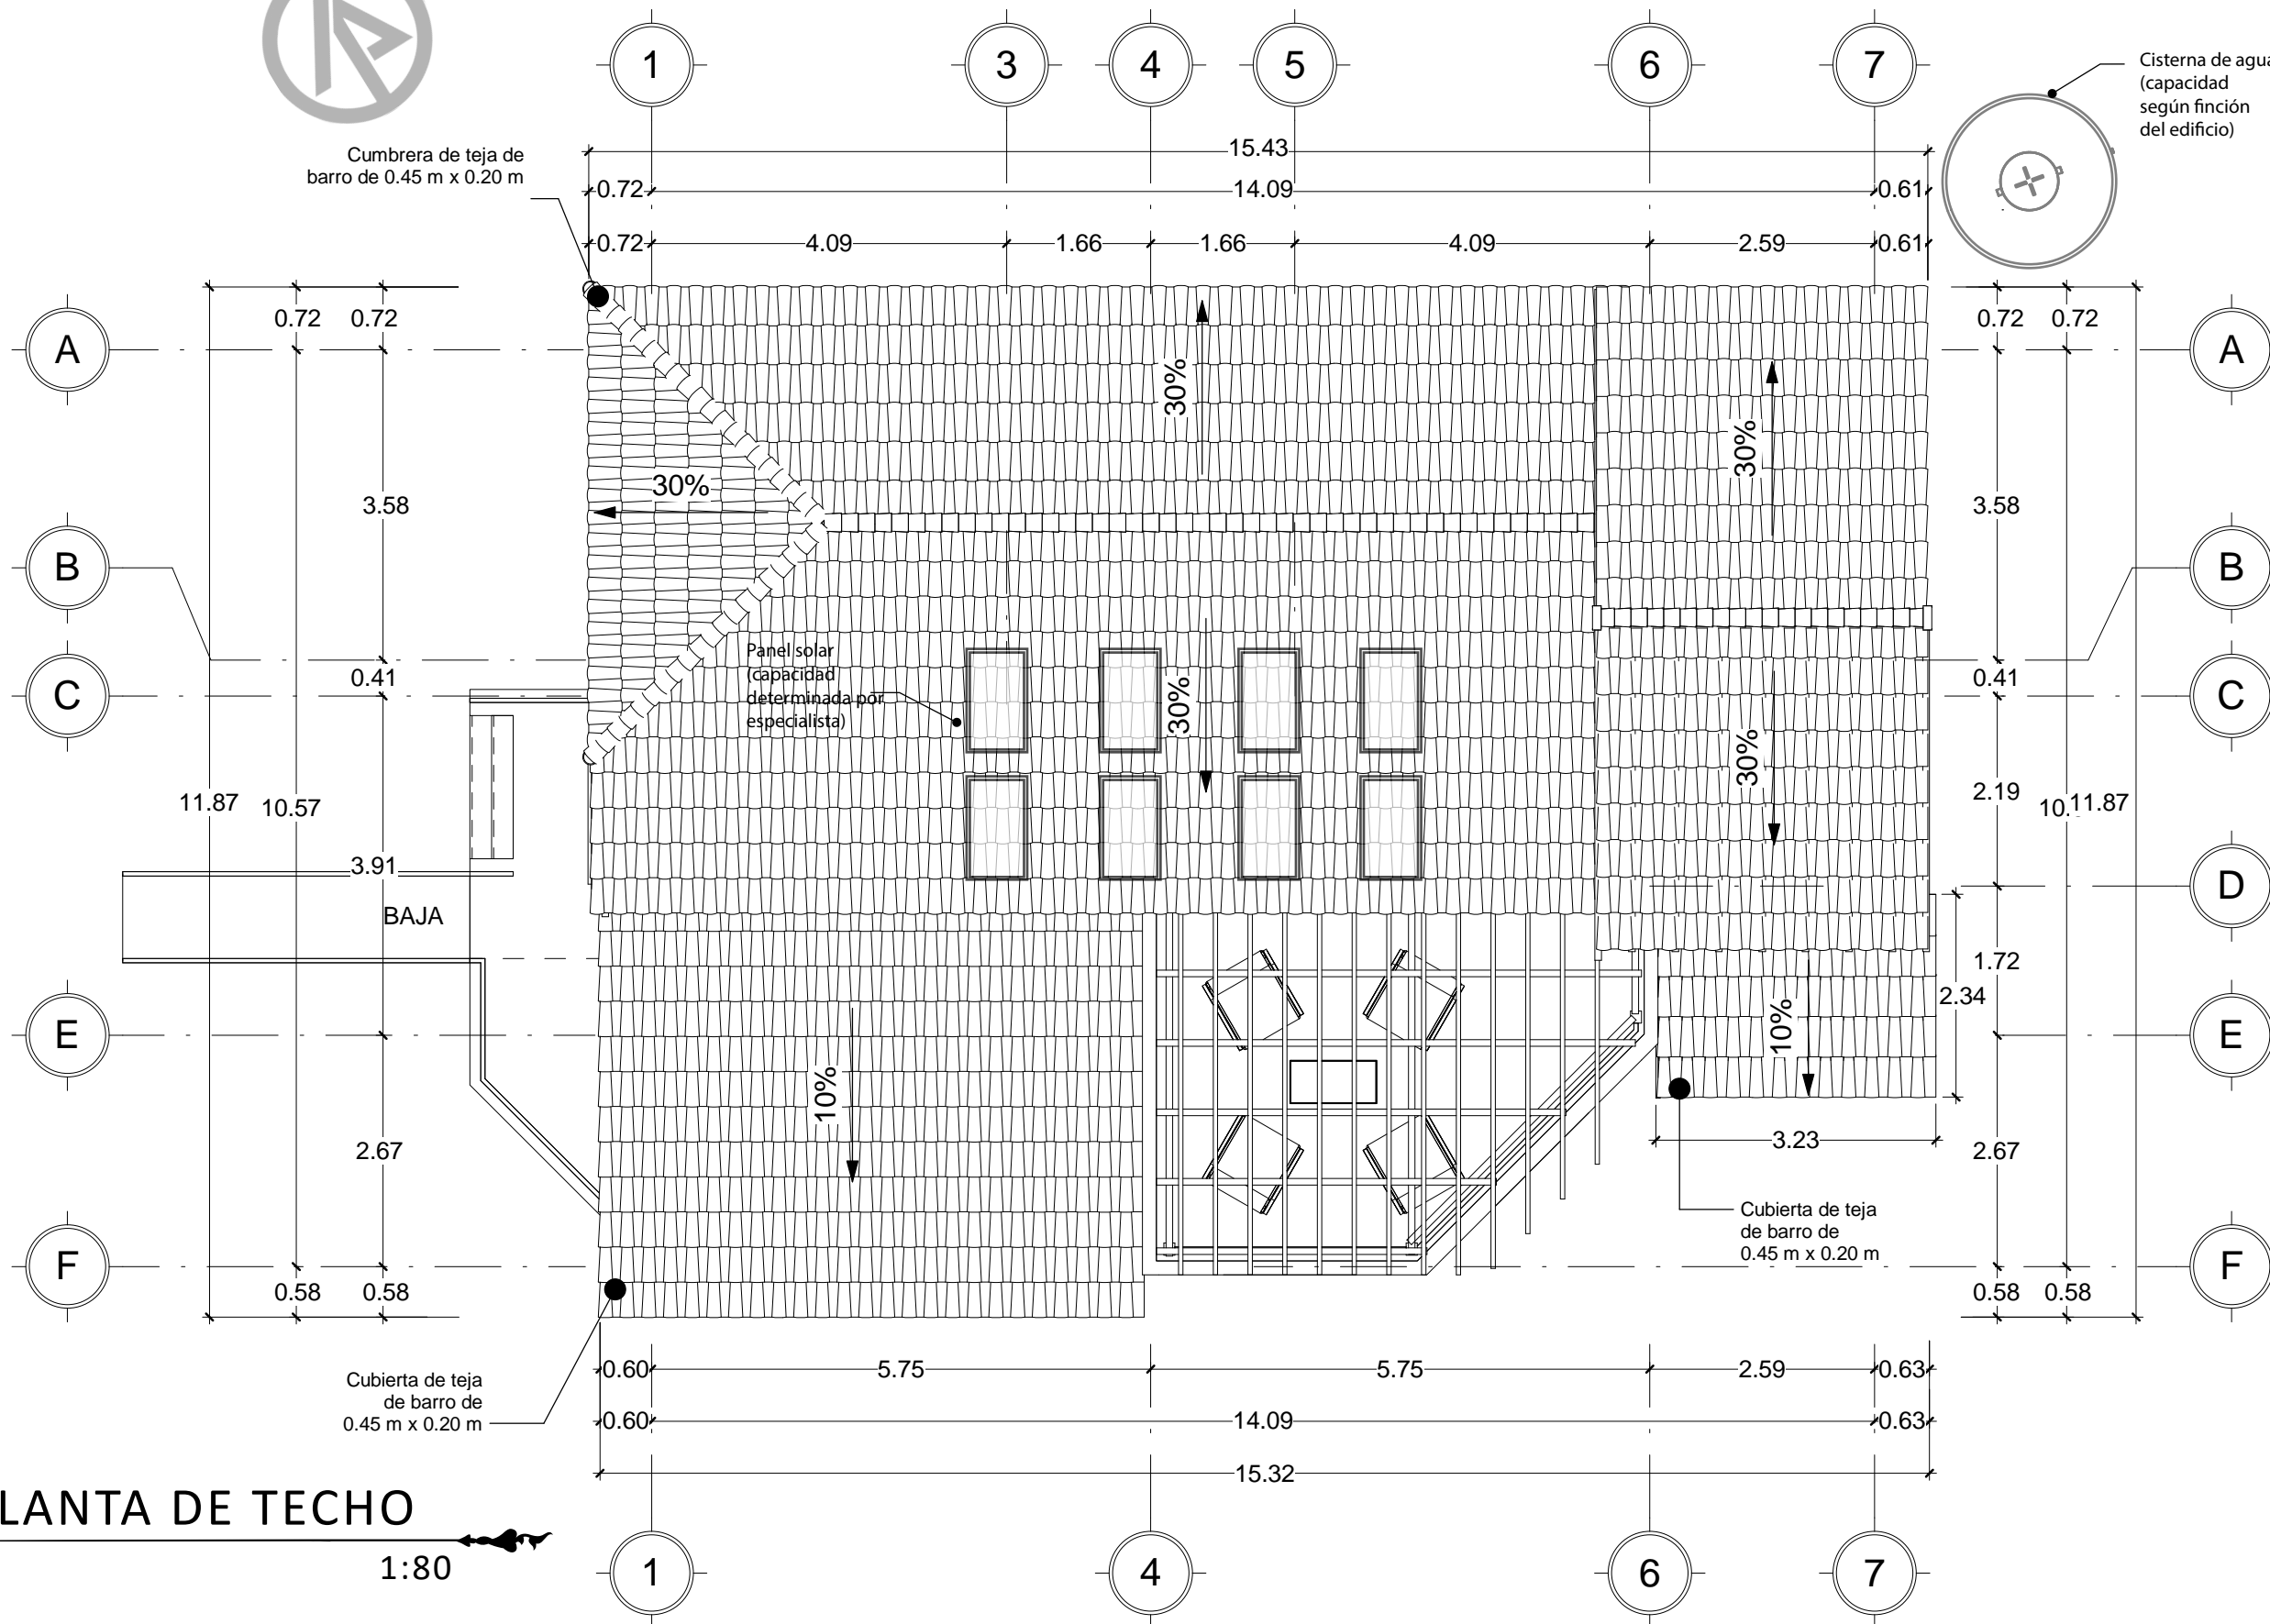 1 3 4 5 6 7
Cisterna de agua
(capacidad
según finción
del edificio)
Cumbrera de teja de
barro de 0.45 m x 0.20 m
15.43
0.72 14.09 0.61
0.72 4.09 1.66 1.66 4.09 2.59 0.61
0.72 0.72 0.72 0.72
A A
30%
30%
30%
3.58 3.58
B B
0.41 0.41
C C
Panel solar
(capacidad
determinada por
especialista)
30%
30%
11.87 10.57 2.19 11.87
3.91
D
BAJA
1.72
2.34
10%
10%
E E
3.23
2.67 2.67
Cubierta de teja
de barro de
0.45 m x 0.20 m
F F
0.58 0.58 0.58 0.58
Cubierta de teja
de barro de
0.45 m x 0.20 m
0.60 5.75 5.75 2.59 0.63
0.60 14.09 0.63
15.32
LANTA DE TECHO
1:80
1 4 6 7